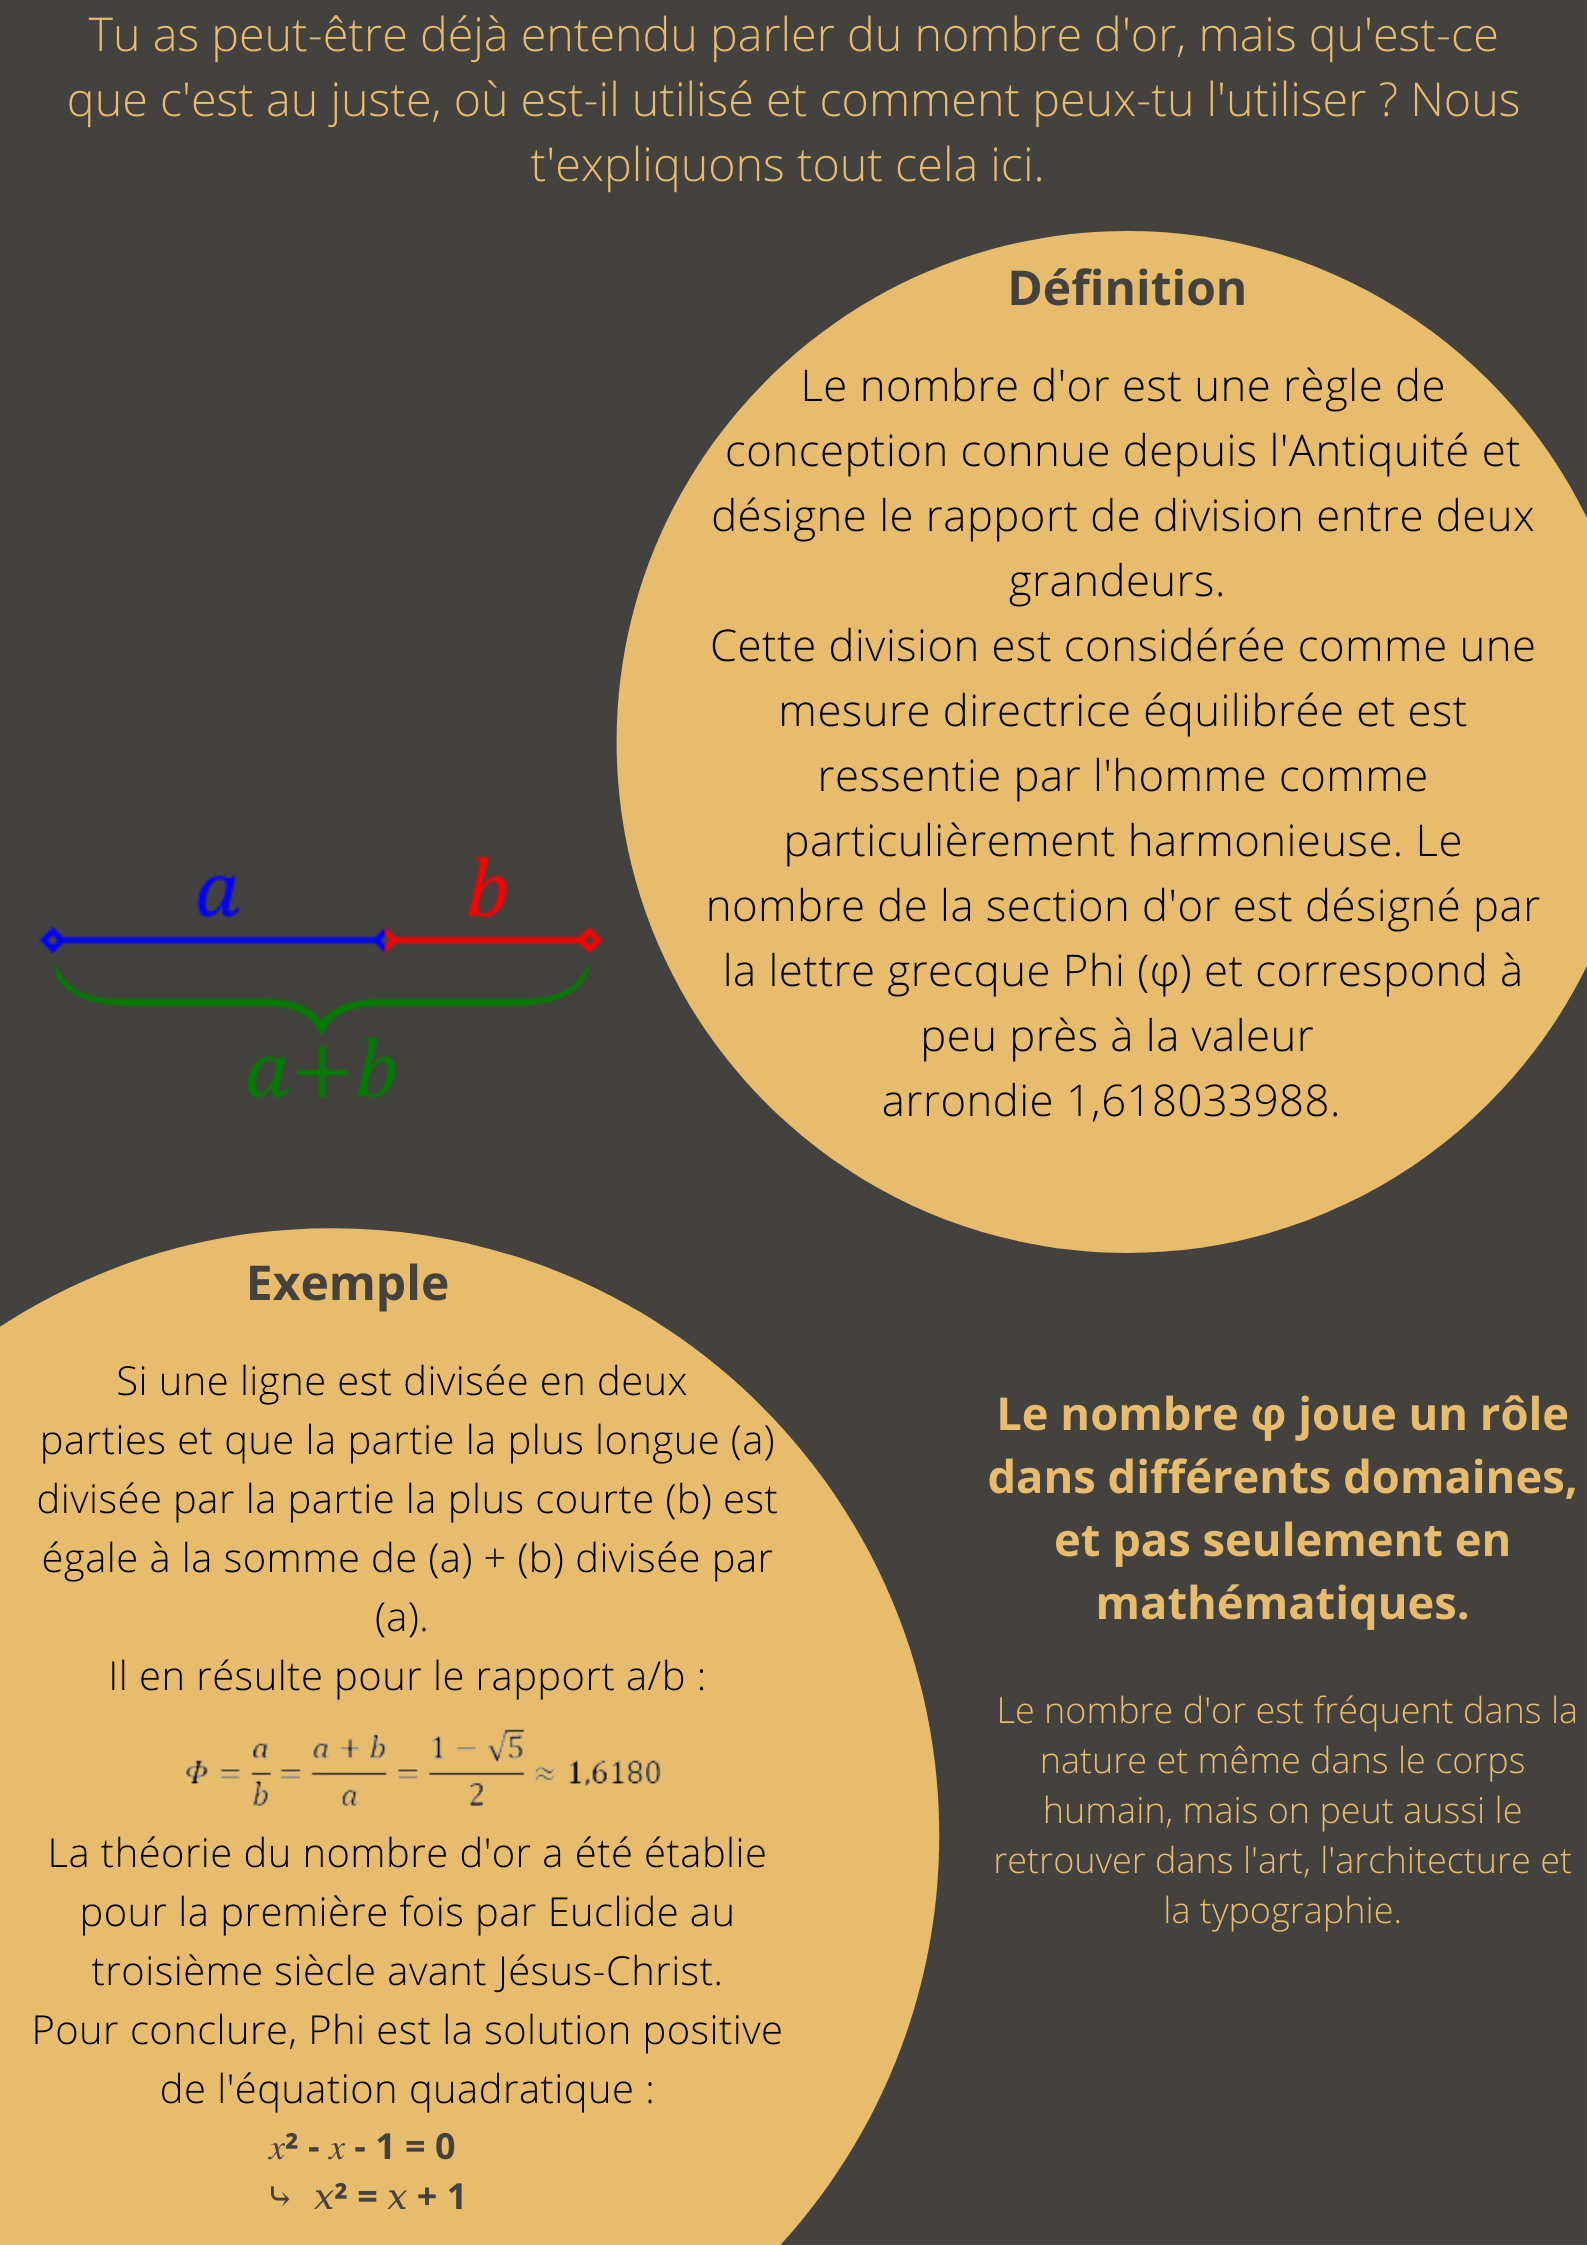 Tu as peut-être déjà entendu parler du nombre d'or, mais qu'est-ce
que c'est au juste, où est-il utilisé et comment peux-tu l'utiliser ? Nous
t'expliquons tout cela ici.
Définition
Le nombre d'or est une règle de
conception connue depuis l'Antiquité et
désigne le rapport de division entre deux
grandeurs.
Cette division est considérée comme une
mesure directrice équilibrée et est
ressentie par l'homme comme
particulièrement harmonieuse. Le
nombre de la section d'or est désigné par
la lettre grecque Phi (φ) et correspond à
peu près à la valeur
arrondie 1,618033988.
a b
a+b
Exemple
Si une ligne est divisée en deux
parties et que la partie la plus longue (a)
divisée par la partie la plus courte (b) est
égale à la somme de (a) + (b) divisée par
(a).
Il en résulte pour le rapport a/b :
Φ = a/b = (a + b)/a = (1 − √5)/2 ≈ 1,6180
La théorie du nombre d'or a été établie
pour la première fois par Euclide au
troisième siècle avant Jésus-Christ.
Pour conclure, Phi est la solution positive
de l'équation quadratique :
x² - x - 1 = 0
⤷ x² = x + 1
Le nombre φ joue un rôle
dans différents domaines,
et pas seulement en
mathématiques.
Le nombre d'or est fréquent dans la
nature et même dans le corps
humain, mais on peut aussi le
retrouver dans l'art, l'architecture et
la typographie.